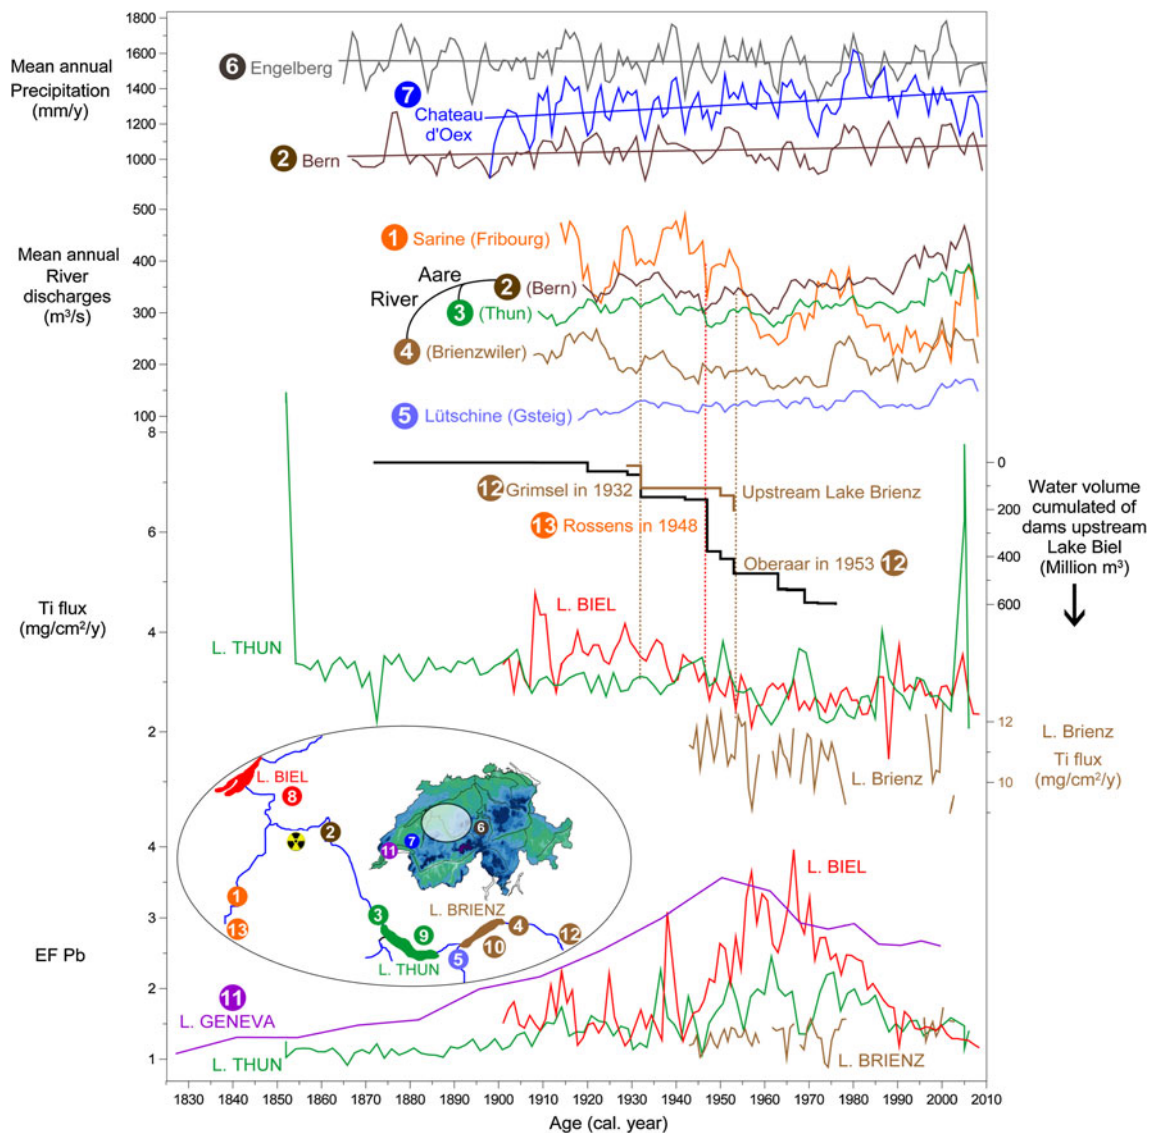 1800
1600
1400
1200
1000
Mean annual
Precipitation
(mm/y)
6 Engelberg
7
Chateau
d'Oex
2 Bern
500
400
300
200
100
Mean annual
River
discharges
(m³/s)
1 Sarine (Fribourg)
Aare
River
2 (Bern)
3 (Thun)
4 (Brienzwiler)
5 Lütschine (Gsteig)
8
6
4
2
Ti flux
(mg/cm²/y)
12 Grimsel in 1932
Upstream Lake Brienz
13 Rossens in 1948
Oberaar in 1953 12
0
200
400
600
Water volume
cumulated of
dams upstream
Lake Biel
(Million m³)
L. BIEL
L. THUN
12
10
L. Brienz
Ti flux
(mg/cm²/y)
L. Brienz
L. BIEL
8
2
1
13
3
9
L. THUN
L. BRIENZ
4
12
10
5
6
7
11
4
3
2
1
EF Pb
L. BIEL
11
L. GENEVA
L. THUN
L. BRIENZ
1830 1840 1850 1860 1870 1880 1890 1900 1910 1920 1930 1940 1950 1960 1970 1980 1990 2000 2010
Age (cal. year)